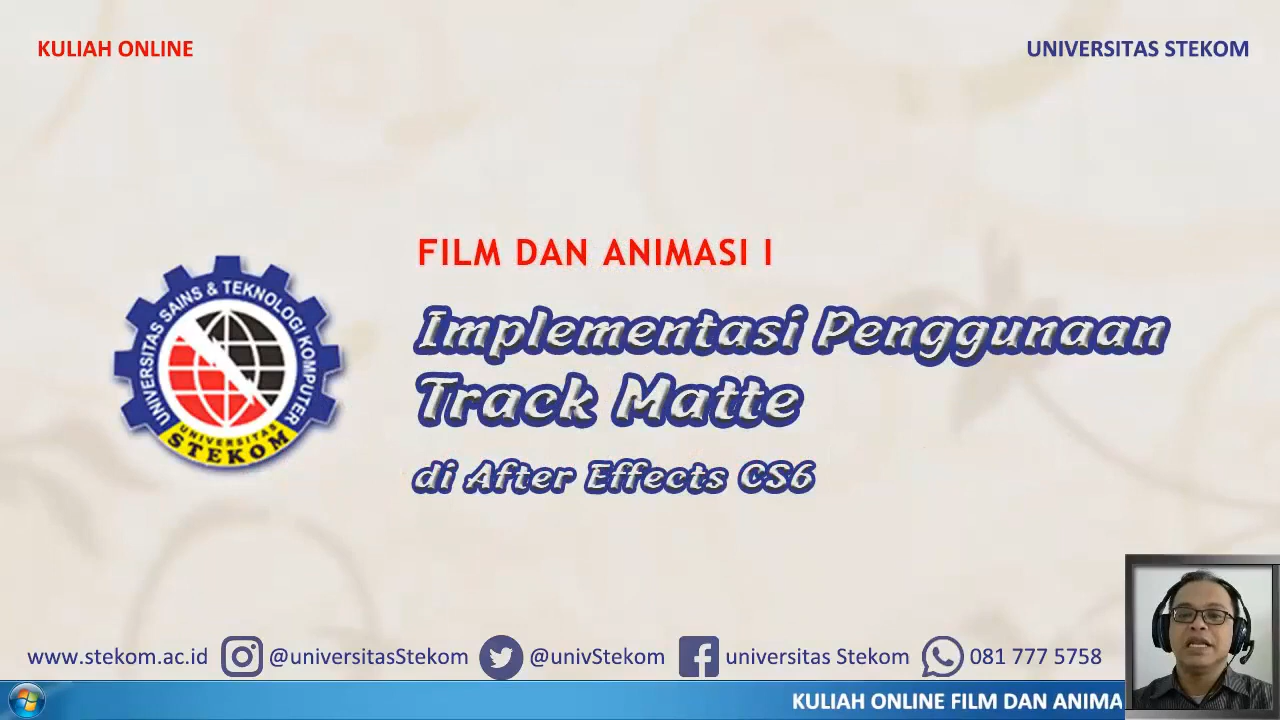 KULIAH ONLINE
UNIVERSITAS STEKOM
FILM DAN ANIMASI I
Implementasi Penggunaan
Track Matte
di After Effects CS6
UNIVERSITAS SAINS & TEKNOLOGI KOMPUTER
UNIVERSITAS
STEKOM
www.stekom.ac.id @universitasStekom @univStekom universitas Stekom 081 777 5758
KULIAH ONLINE FILM DAN ANIMA